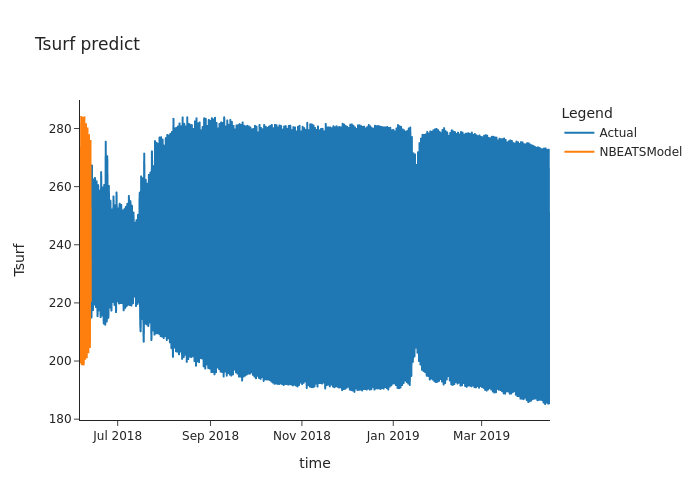 Tsurf predict
Legend
Actual
NBEATSModel
280
260
240
220
200
180
Tsurf
Jul 2018
Sep 2018
Nov 2018
Jan 2019
Mar 2019
time